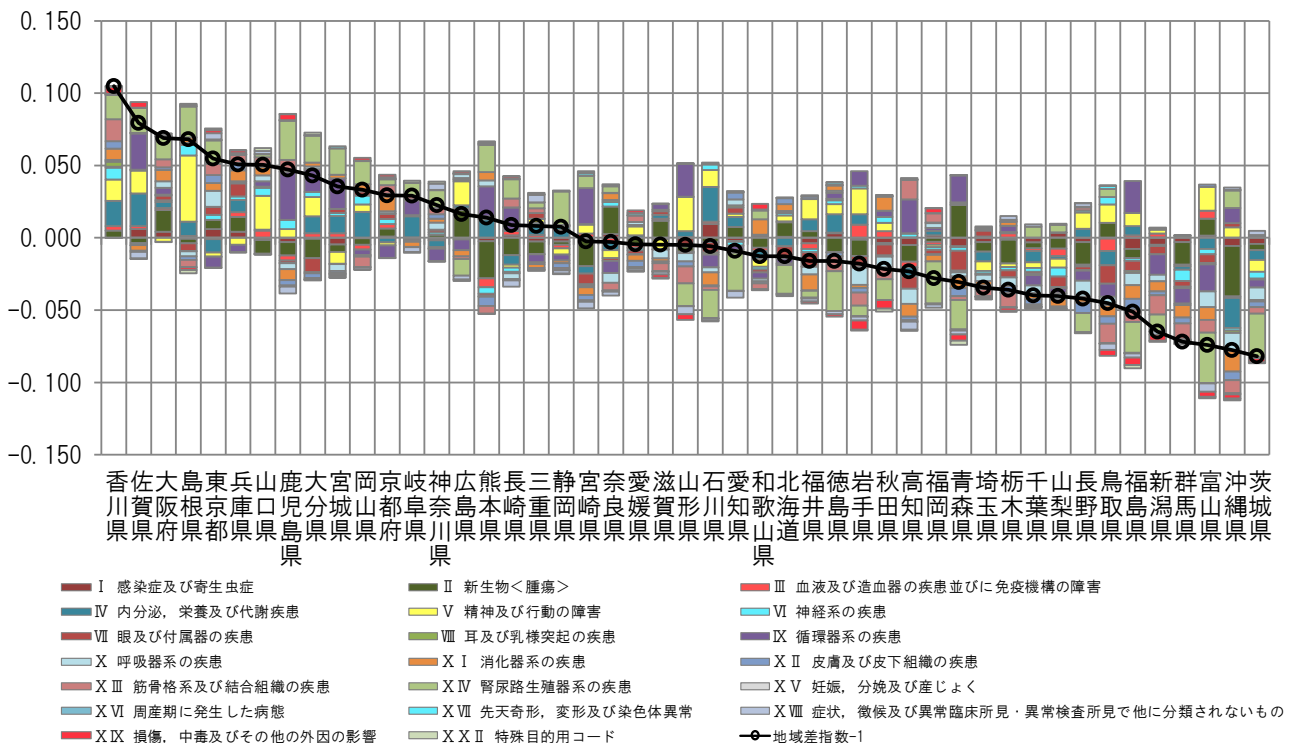 0.150
0.100
0.050
0.000
−0.050
−0.100
−0.150
香川県
佐賀県
大阪府
島根県
東京都
兵庫県
山口県
鹿児島県
大分県
宮城県
岡山県
京都府
岐阜県
神奈川県
広島県
熊本県
長崎県
三重県
静岡県
宮崎県
奈良県
愛媛県
滋賀県
山形県
石川県
愛知県
和歌山県
北海道
福井県
徳島県
岩手県
秋田県
高知県
福岡県
青森県
埼玉県
栃木県
千葉県
山梨県
長野県
鳥取県
福島県
新潟県
群馬県
富山県
沖縄県
茨城県
Ⅰ 感染症及び寄生虫症
Ⅱ 新生物＜腫瘍＞
Ⅲ 血液及び造血器の疾患並びに免疫機構の障害
Ⅳ 内分泌，栄養及び代謝疾患
Ⅴ 精神及び行動の障害
Ⅵ 神経系の疾患
Ⅶ 眼及び付属器の疾患
Ⅷ 耳及び乳様突起の疾患
Ⅸ 循環器系の疾患
Ⅹ 呼吸器系の疾患
ⅩⅠ 消化器系の疾患
ⅩⅡ 皮膚及び皮下組織の疾患
ⅩⅢ 筋骨格系及び結合組織の疾患
ⅩⅣ 腎尿路生殖器系の疾患
ⅩⅤ 妊娠，分娩及び産じょく
ⅩⅥ 周産期に発生した病態
ⅩⅦ 先天奇形，変形及び染色体異常
ⅩⅧ 症状，徴候及び異常臨床所見・異常検査所見で他に分類されないもの
ⅩⅨ 損傷，中毒及びその他の外因の影響
ⅩⅩⅡ 特殊目的用コード
地域差指数-1